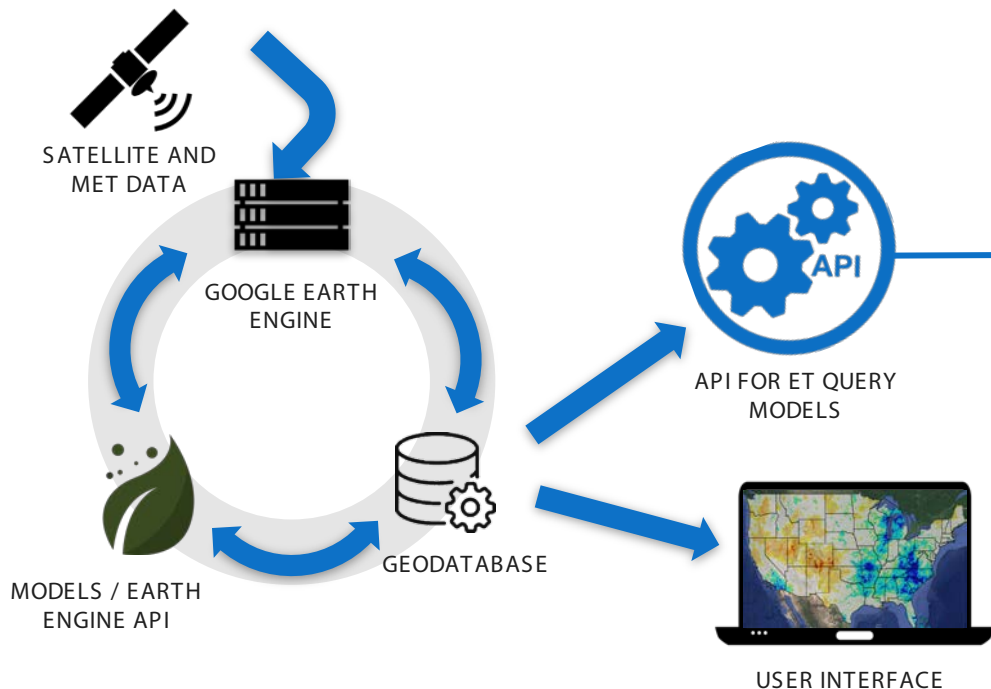 SATELLITE AND
MET DATA
GOOGLE EARTH
ENGINE
API
API FOR ET QUERY
MODELS
MODELS / EARTH
ENGINE API
GEODATABASE
USER INTERFACE